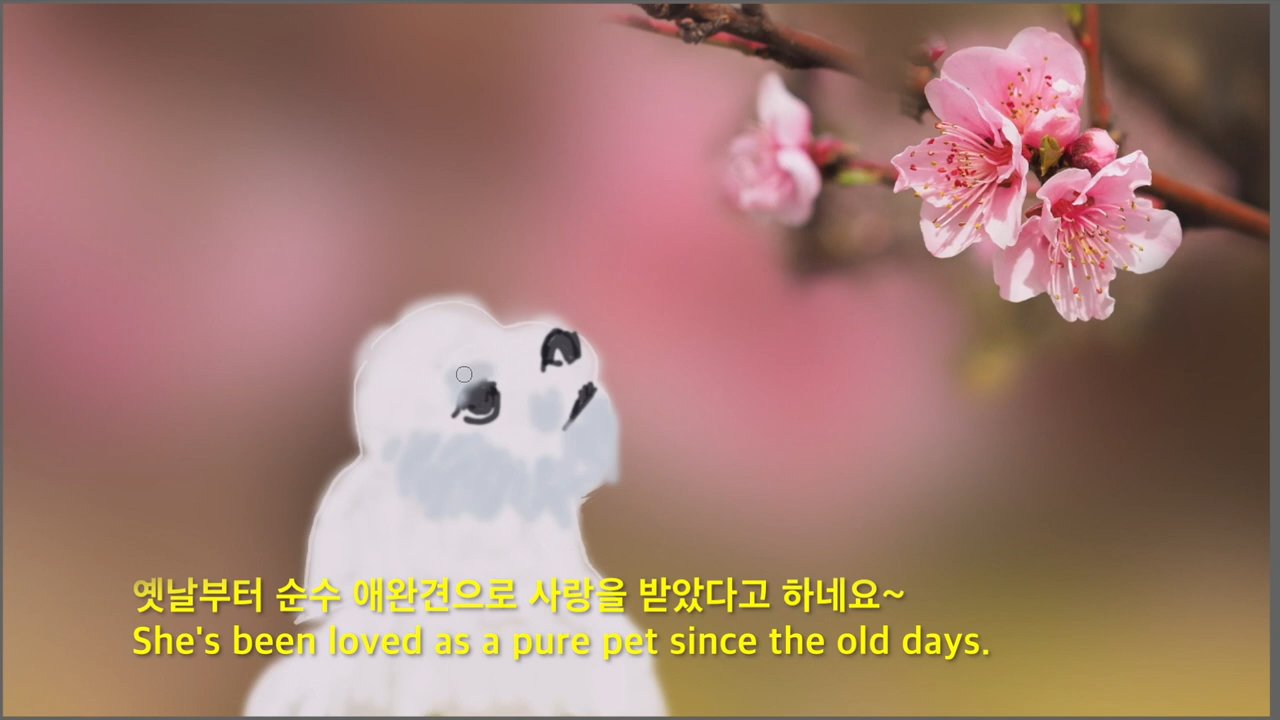 옛날부터 순수 애완견으로 사랑을 받았다고 하네요~
She's been loved as a pure pet since the old days.